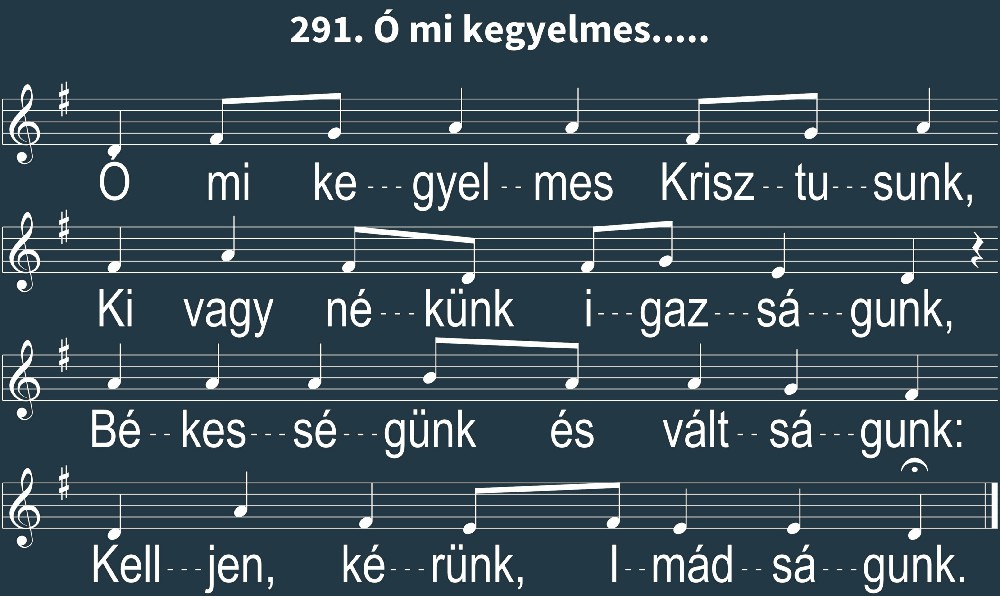 291. Ó mi kegyelmes.....
Ó mi ke---gyel--mes Krisz--tu---sunk,
Ki vagy né---künk i---gaz---sá---gunk,
Bé--kes---sé---günk és vált--sá---gunk:
Kell---jen, ké---rünk, I--mád--sá---gunk.